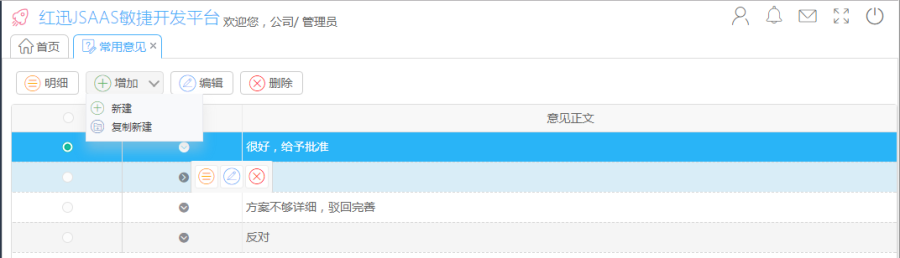 红迅JSAAS敏捷开发平台 欢迎您，公司/ 管理员
首页 常用意见
明细 增加 编辑 删除
新建
复制新建
意见正文
很好，给予批准
方案不够详细，驳回完善
反对